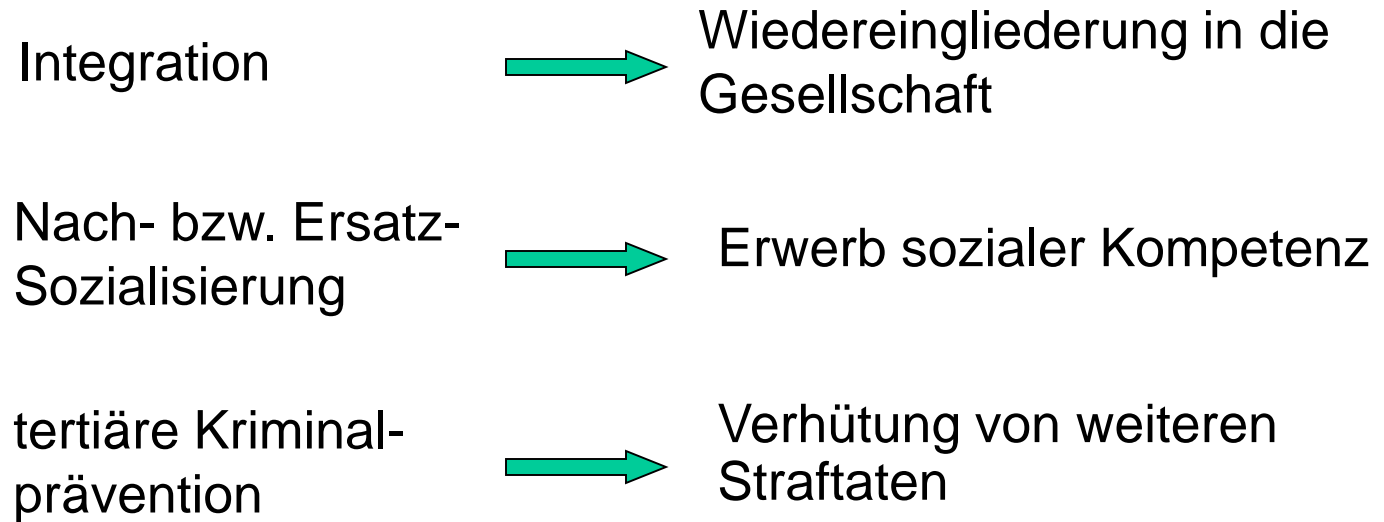 Integration
Wiedereingliederung in die
Gesellschaft
Nach- bzw. Ersatz-
Sozialisierung
Erwerb sozialer Kompetenz
tertiäre Kriminal-
prävention
Verhütung von weiteren
Straftaten